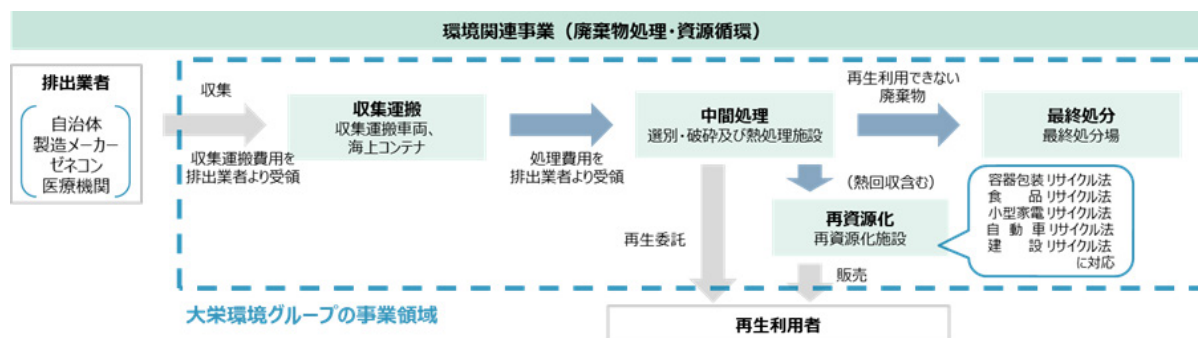 環境関連事業（廃棄物処理・資源循環）
排出業者
自治体
製造メーカー
ゼネコン
医療機関
収集
収集運搬費用を
排出業者より受領
収集運搬
収集運搬車両、
海上コンテナ
処理費用を
排出業者より受領
中間処理
選別・破砕及び熱処理施設
再生利用できない
廃棄物
最終処分
最終処分場
（熱回収含む）
再資源化
再資源化施設
容器包装リサイクル法
食品リサイクル法
小型家電リサイクル法
自動車リサイクル法
建設リサイクル法
に対応
再生委託
販売
大栄環境グループの事業領域
再生利用者